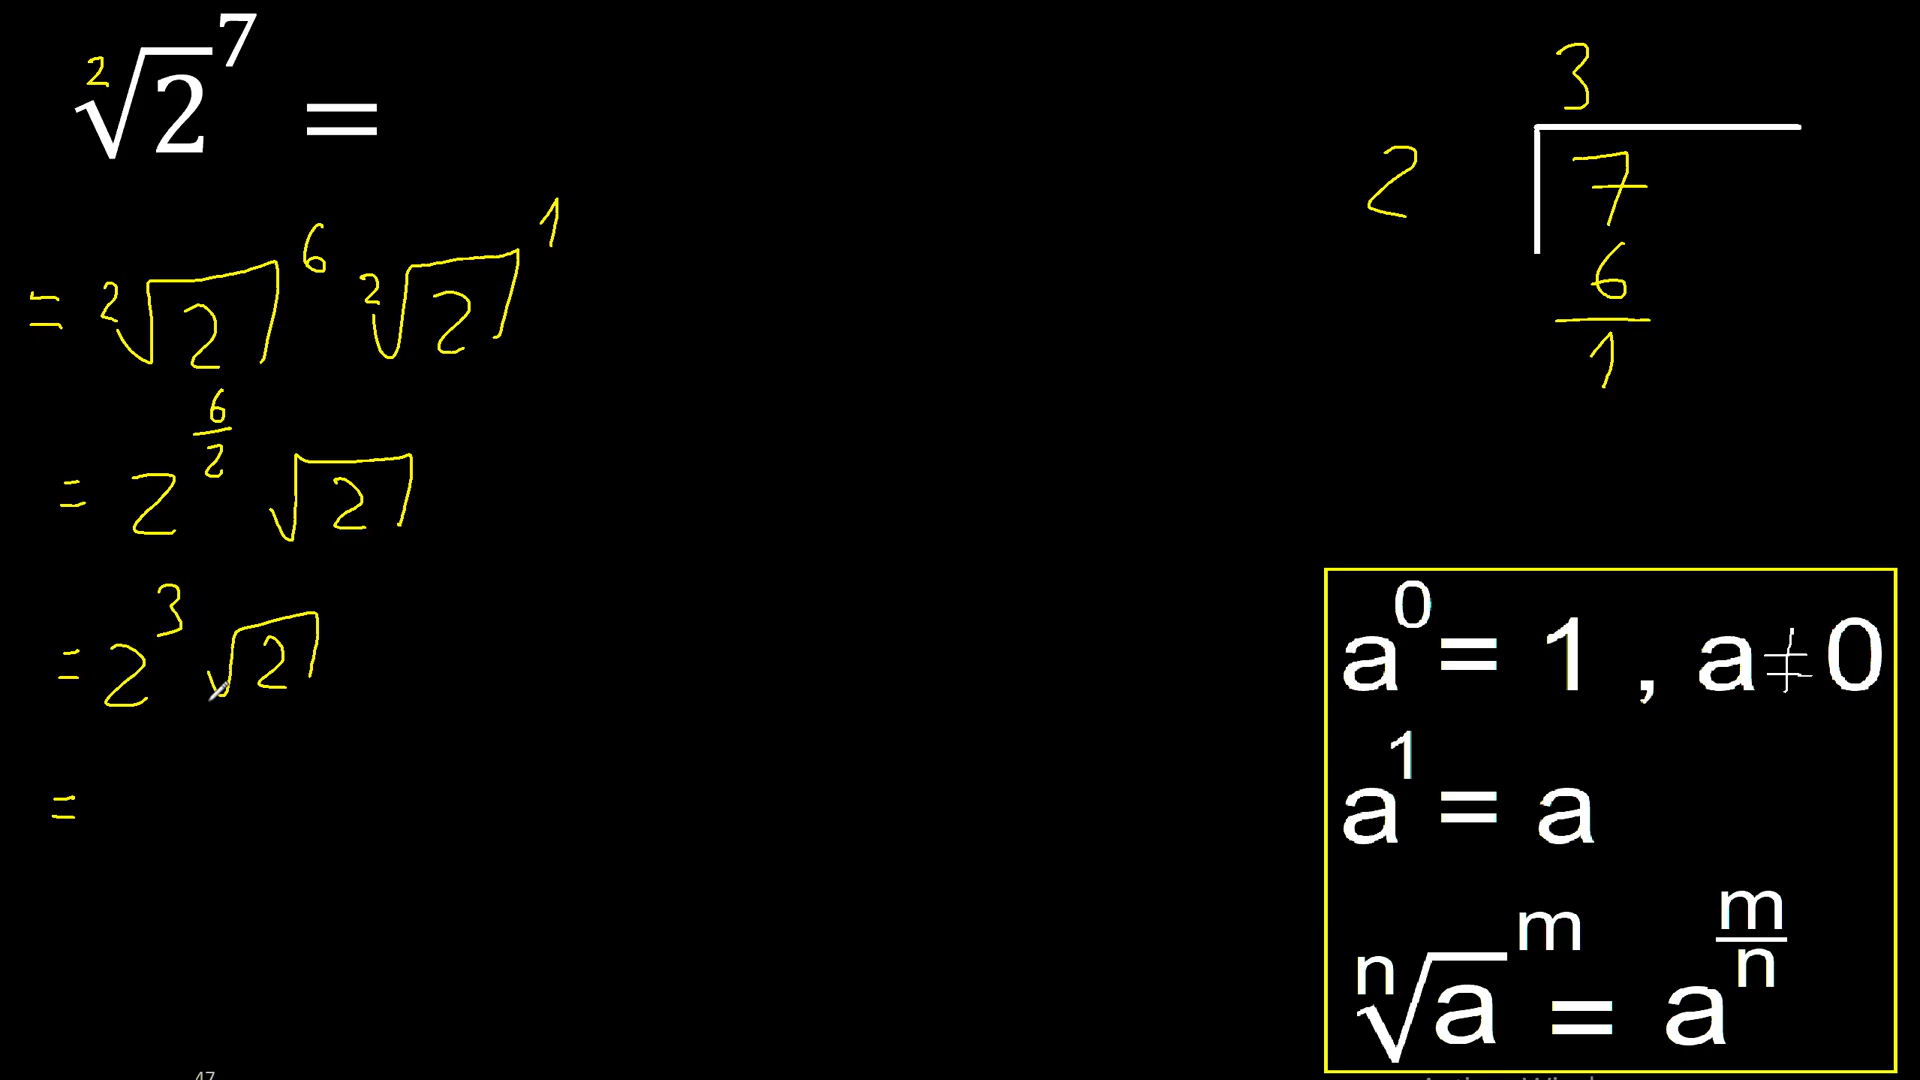 ²√2⁷ =
= ²√2⁶ ²√2¹
= 2^(6/2) √2
= 2³ √2
=
3
2 7
6
1
a⁰ = 1 , a ≠ 0
a¹ = a
ⁿ√aᵐ = a^(m/n)
47